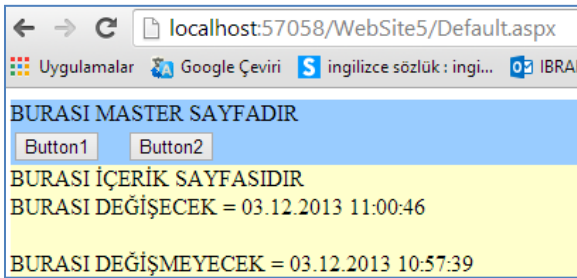 localhost:57058/WebSite5/Default.aspx
Uygulamalar Google Çeviri S ingilizce sözlük : ingi... IBRA
BURASI MASTER SAYFADIR
Button1 Button2
BURASI İÇERİK SAYFASIDIR
BURASI DEĞİŞECEK = 03.12.2013 11:00:46
BURASI DEĞİŞMEYECEK = 03.12.2013 10:57:39